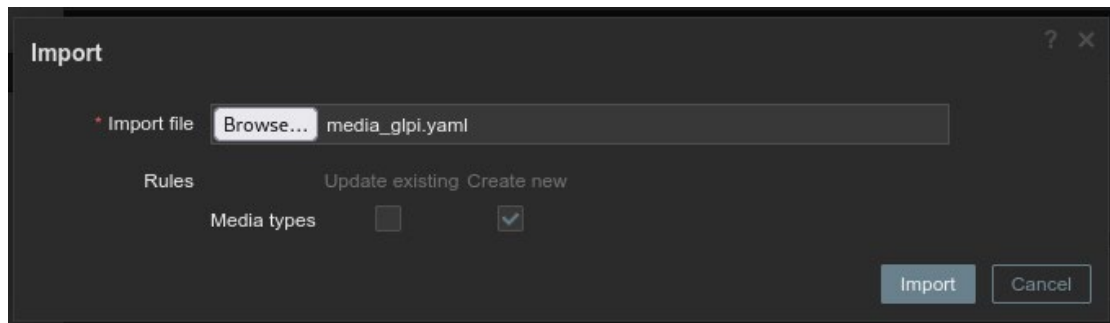 Import
? ×
* Import file Browse... media_glpi.yaml
Rules Update existing Create new
Media types
Import Cancel